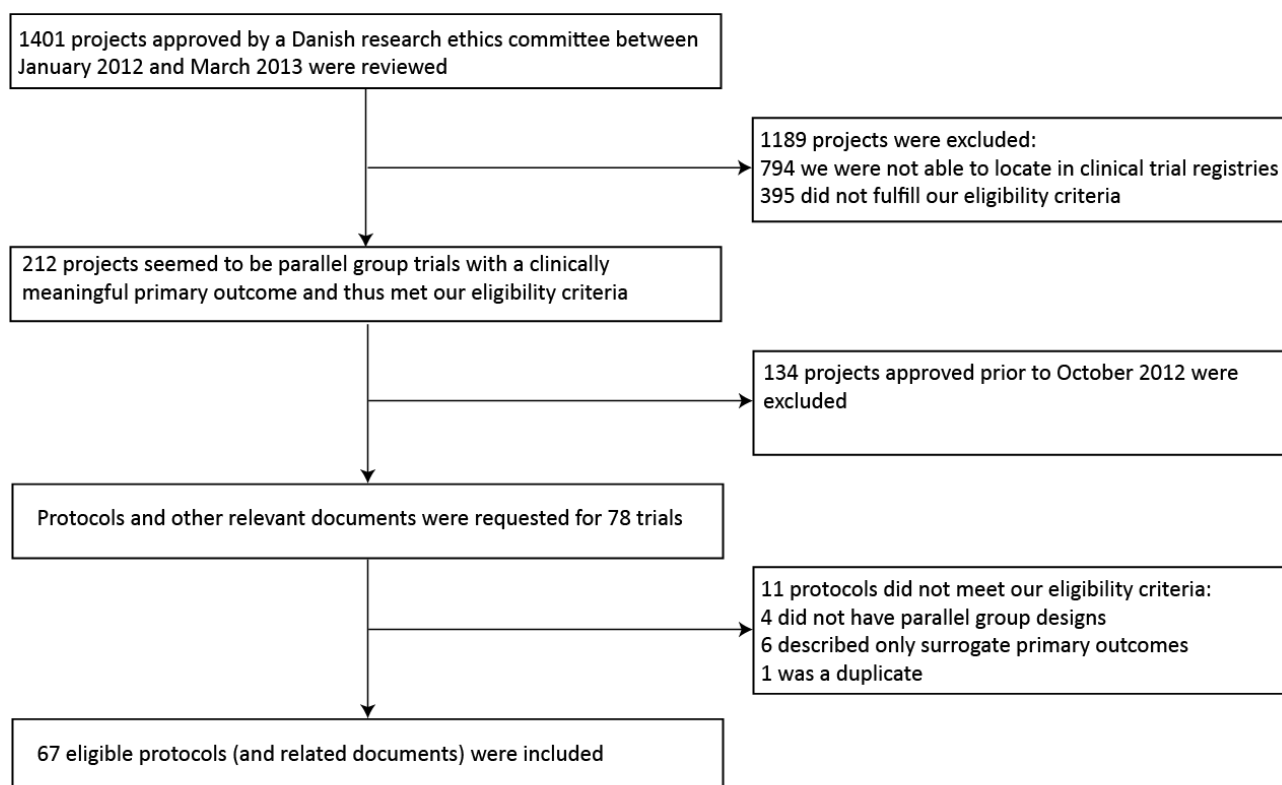 1401 projects approved by a Danish research ethics committee between
January 2012 and March 2013 were reviewed
1189 projects were excluded:
794 we were not able to locate in clinical trial registries
395 did not fulfill our eligibility criteria
212 projects seemed to be parallel group trials with a clinically
meaningful primary outcome and thus met our eligibility criteria
134 projects approved prior to October 2012 were
excluded
Protocols and other relevant documents were requested for 78 trials
11 protocols did not meet our eligibility criteria:
4 did not have parallel group designs
6 described only surrogate primary outcomes
1 was a duplicate
67 eligible protocols (and related documents) were included